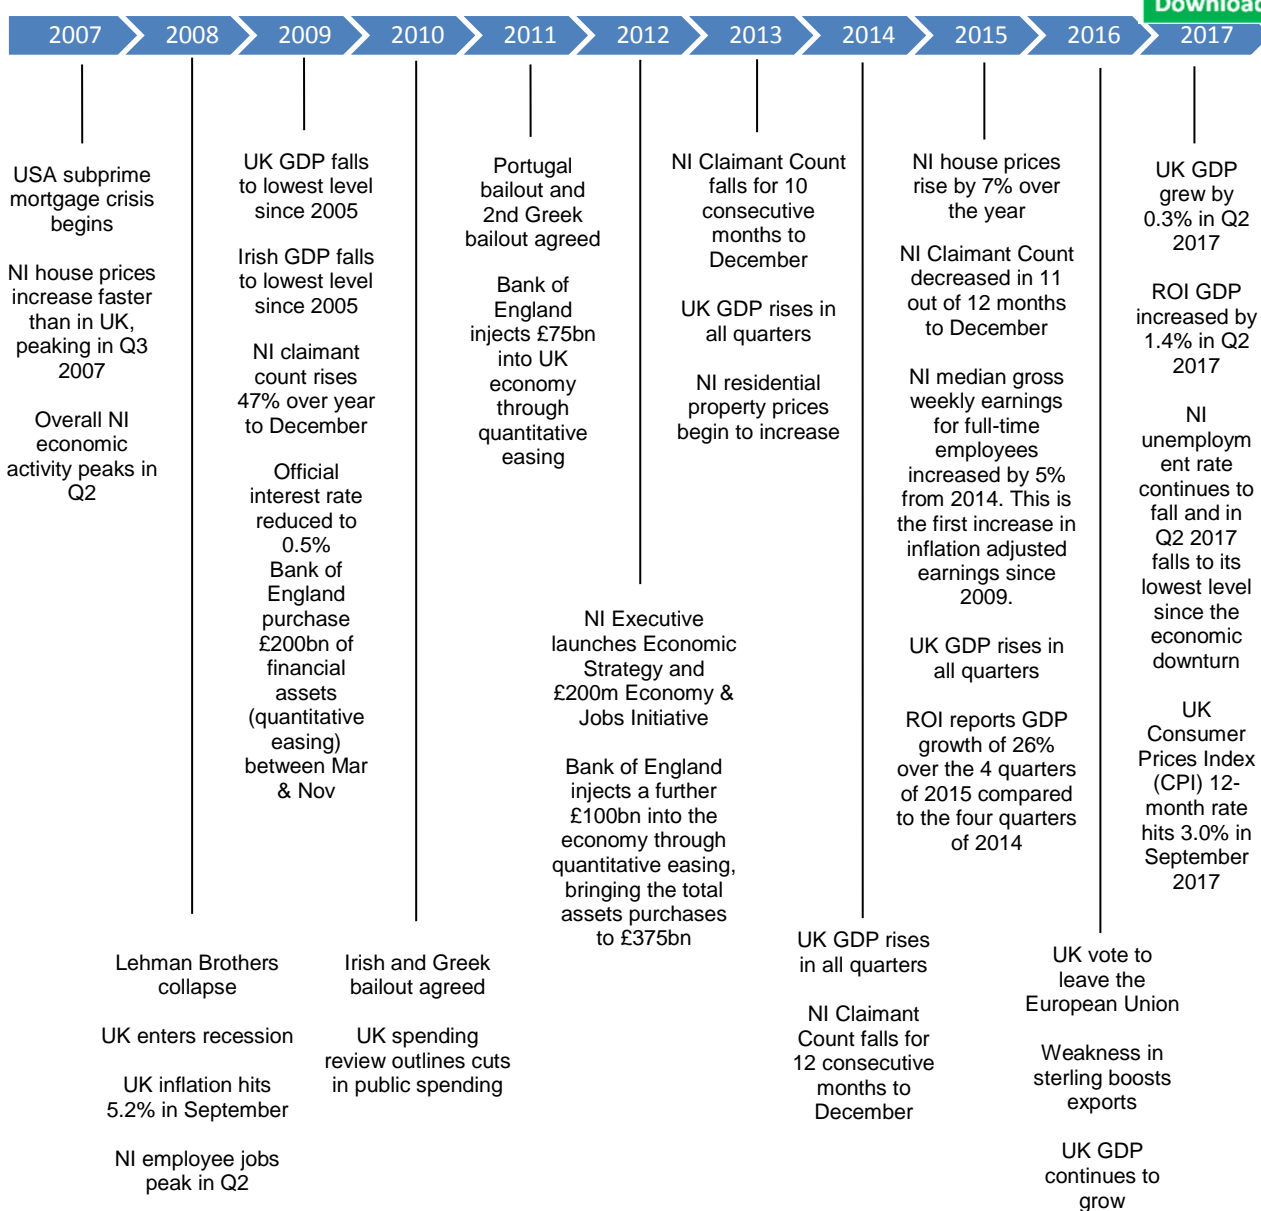 Download
2007
2008
2009
2010
2011
2012
2013
2014
2015
2016
2017
USA subprime
mortgage crisis
begins
NI house prices
increase faster
than in UK,
peaking in Q3
2007
Overall NI
economic
activity peaks in
Q2
Lehman Brothers
collapse
UK enters recession
UK inflation hits
5.2% in September
NI employee jobs
peak in Q2
UK GDP falls
to lowest level
since 2005
Irish GDP falls
to lowest level
since 2005
NI claimant
count rises
47% over year
to December
Official
interest rate
reduced to
0.5%
Bank of
England
purchase
£200bn of
financial
assets
(quantitative
easing)
between Mar
& Nov
Irish and Greek
bailout agreed
UK spending
review outlines cuts
in public spending
Portugal
bailout and
2nd Greek
bailout agreed
Bank of
England
injects £75bn
into UK
economy
through
quantitative
easing
NI Executive
launches Economic
Strategy and
£200m Economy &
Jobs Initiative
Bank of England
injects a further
£100bn into the
economy through
quantitative easing,
bringing the total
assets purchases
to £375bn
NI Claimant Count
falls for 10
consecutive
months to
December
UK GDP rises in
all quarters
NI residential
property prices
begin to increase
UK GDP rises
in all quarters
NI Claimant
Count falls for
12 consecutive
months to
December
NI house prices
rise by 7% over
the year
NI Claimant Count
decreased in 11
out of 12 months
to December
NI median gross
weekly earnings
for full-time
employees
increased by 5%
from 2014. This is
the first increase in
inflation adjusted
earnings since
2009.
UK GDP rises in
all quarters
ROI reports GDP
growth of 26%
over the 4 quarters
of 2015 compared
to the four quarters
of 2014
UK vote to
leave the
European Union
Weakness in
sterling boosts
exports
UK GDP
continues to
grow
UK GDP
grew by
0.3% in Q2
2017
ROI GDP
increased by
1.4% in Q2
2017
NI
unemploym
ent rate
continues to
fall and in
Q2 2017
falls to its
lowest level
since the
economic
downturn
UK
Consumer
Prices Index
(CPI) 12-
month rate
hits 3.0% in
September
2017